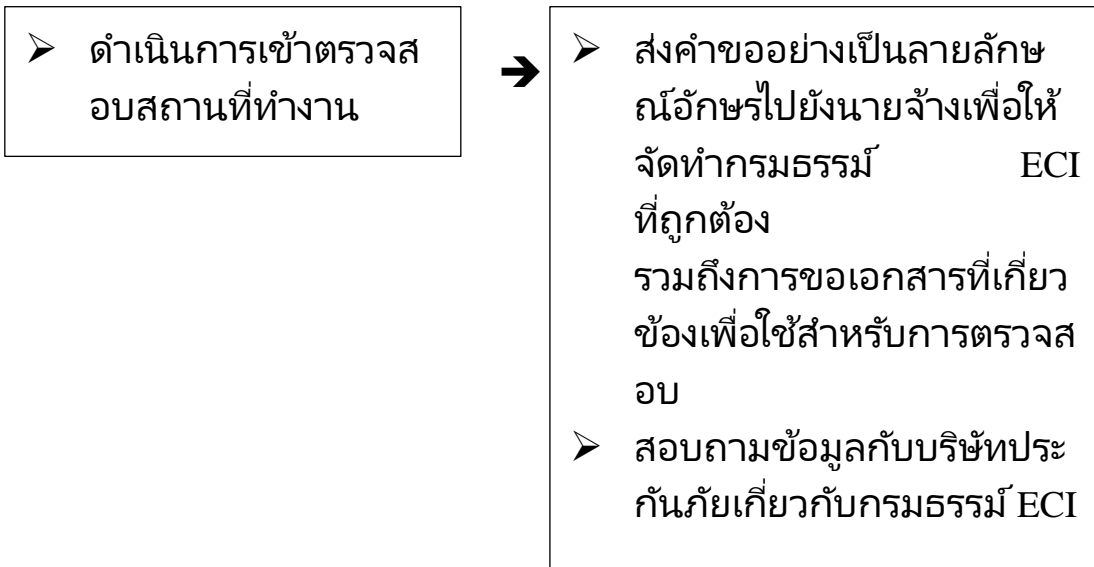 ➢ ดำเนินการเข้าตรวจส
อบสถานที่ทำงาน
➔
➢ ส่งคำขออย่างเป็นลายลักษ
ณ์อักษรไปยังนายจ้างเพื่อให้
จัดทำกรมธรรม์ ECI
ที่ถูกต้อง
รวมถึงการขอเอกสารที่เกี่ยว
ข้องเพื่อใช้สำหรับการตรวจส
อบ
➢ สอบถามข้อมูลกับบริษัทประ
กันภัยเกี่ยวกับกรมธรรม์ ECI